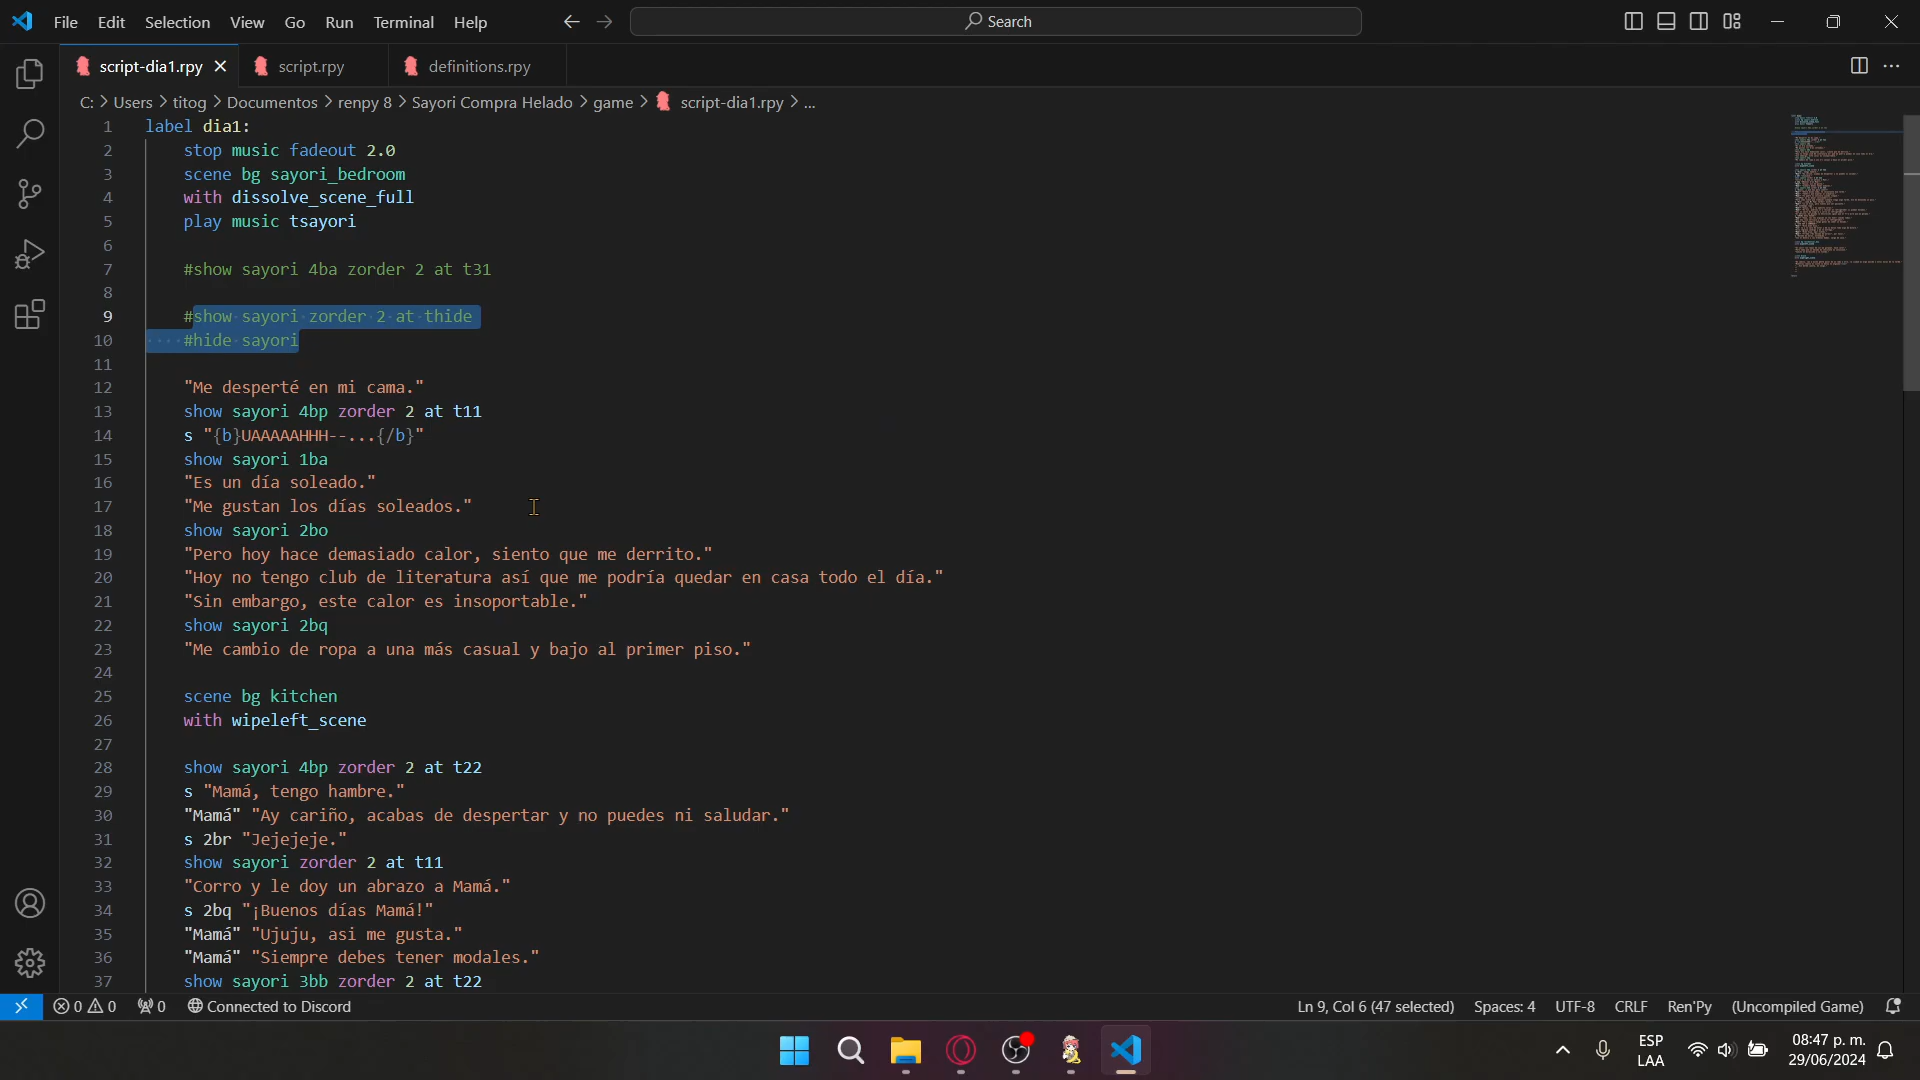 File Edit Selection View Go Run Terminal Help Search
script-dia1.rpy script.rpy definitions.rpy
C: > Users > titog > Documentos > renpy 8 > Sayori Compra Helado > game > script-dia1.rpy > ...
1 label dia1:
2 stop music fadeout 2.0
3 scene bg sayori_bedroom
4 with dissolve_scene_full
5 play music tsayori
6
7 #show sayori 4ba zorder 2 at t31
8
9 #show sayori zorder 2 at thide
10 #hide sayori
11
12 "Me desperté en mi cama."
13 show sayori 4bp zorder 2 at t11
14 s "{b}UAAAAAHHH--...{/b}"
15 show sayori 1ba
16 "Es un día soleado."
17 "Me gustan los días soleados."
18 show sayori 2bo
19 "Pero hoy hace demasiado calor, siento que me derrito."
20 "Hoy no tengo club de literatura así que me podría quedar en casa todo el día."
21 "Sin embargo, este calor es insoportable."
22 show sayori 2bq
23 "Me cambio de ropa a una más casual y bajo al primer piso."
24
25 scene bg kitchen
26 with wipeleft_scene
27
28 show sayori 4bp zorder 2 at t22
29 s "Mamá, tengo hambre."
30 "Mamá" "Ay cariño, acabas de despertar y no puedes ni saludar."
31 s 2br "Jejejeje."
32 show sayori zorder 2 at t11
33 "Corro y le doy un abrazo a Mamá."
34 s 2bq "¡Buenos días Mamá!"
35 "Mamá" "Ujuju, asi me gusta."
36 "Mamá" "Siempre debes tener modales."
37 show sayori 3bb zorder 2 at t22
0 0 0 Connected to Discord Ln 9, Col 6 (47 selected) Spaces: 4 UTF-8 CRLF Ren'Py (Uncompiled Game)
ESP 08:47 p. m.
LAA 29/06/2024